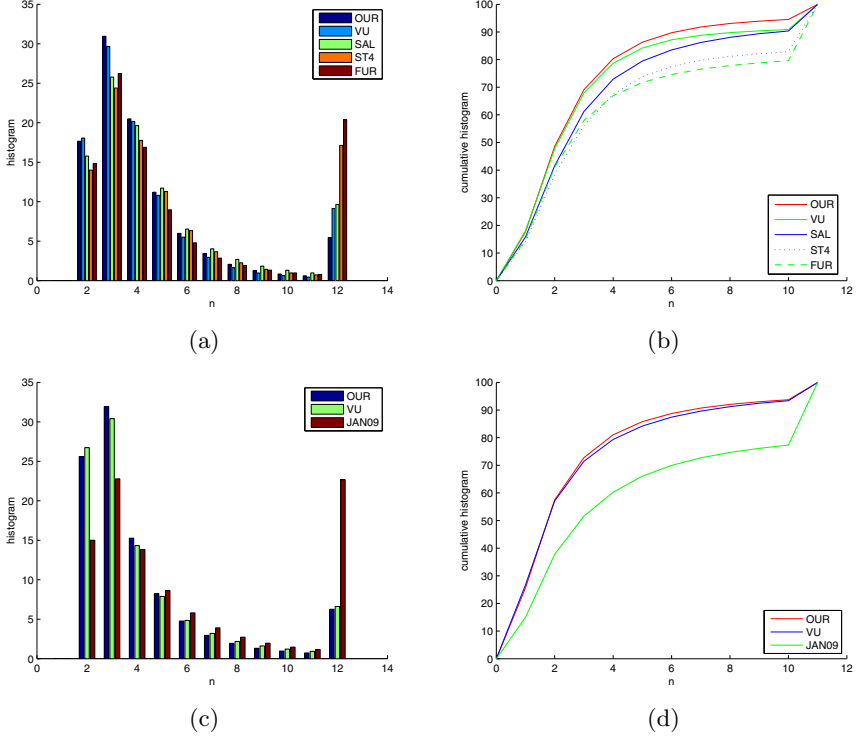 35
30
25
20
15
10
5
0
histogram
0 2 4 6 8 10 12 14
n
OUR
VU
SAL
ST4
FUR
(a)
100
90
80
70
60
50
40
30
20
10
0
cumulative histogram
0 2 4 6 8 10 12
n
OUR
VU
SAL
ST4
FUR
(b)
35
30
25
20
15
10
5
0
histogram
0 2 4 6 8 10 12 14
n
OUR
VU
JAN09
(c)
100
90
80
70
60
50
40
30
20
10
0
cumulative histogram
0 2 4 6 8 10 12
n
OUR
VU
JAN09
(d)